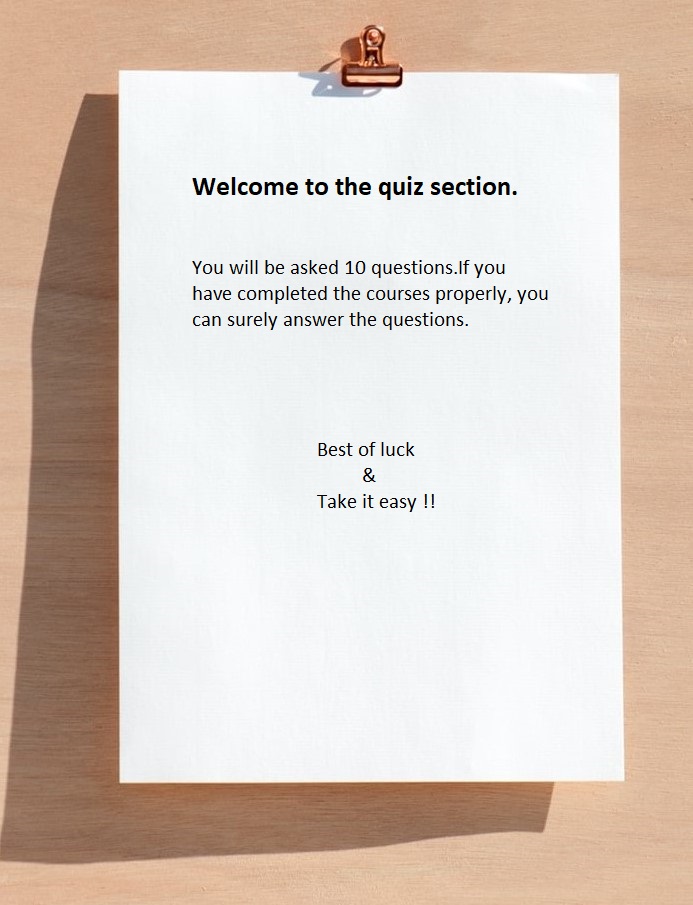 Welcome to the quiz section.
You will be asked 10 questions.If you
have completed the courses properly, you
can surely answer the questions.
Best of luck
&
Take it easy !!